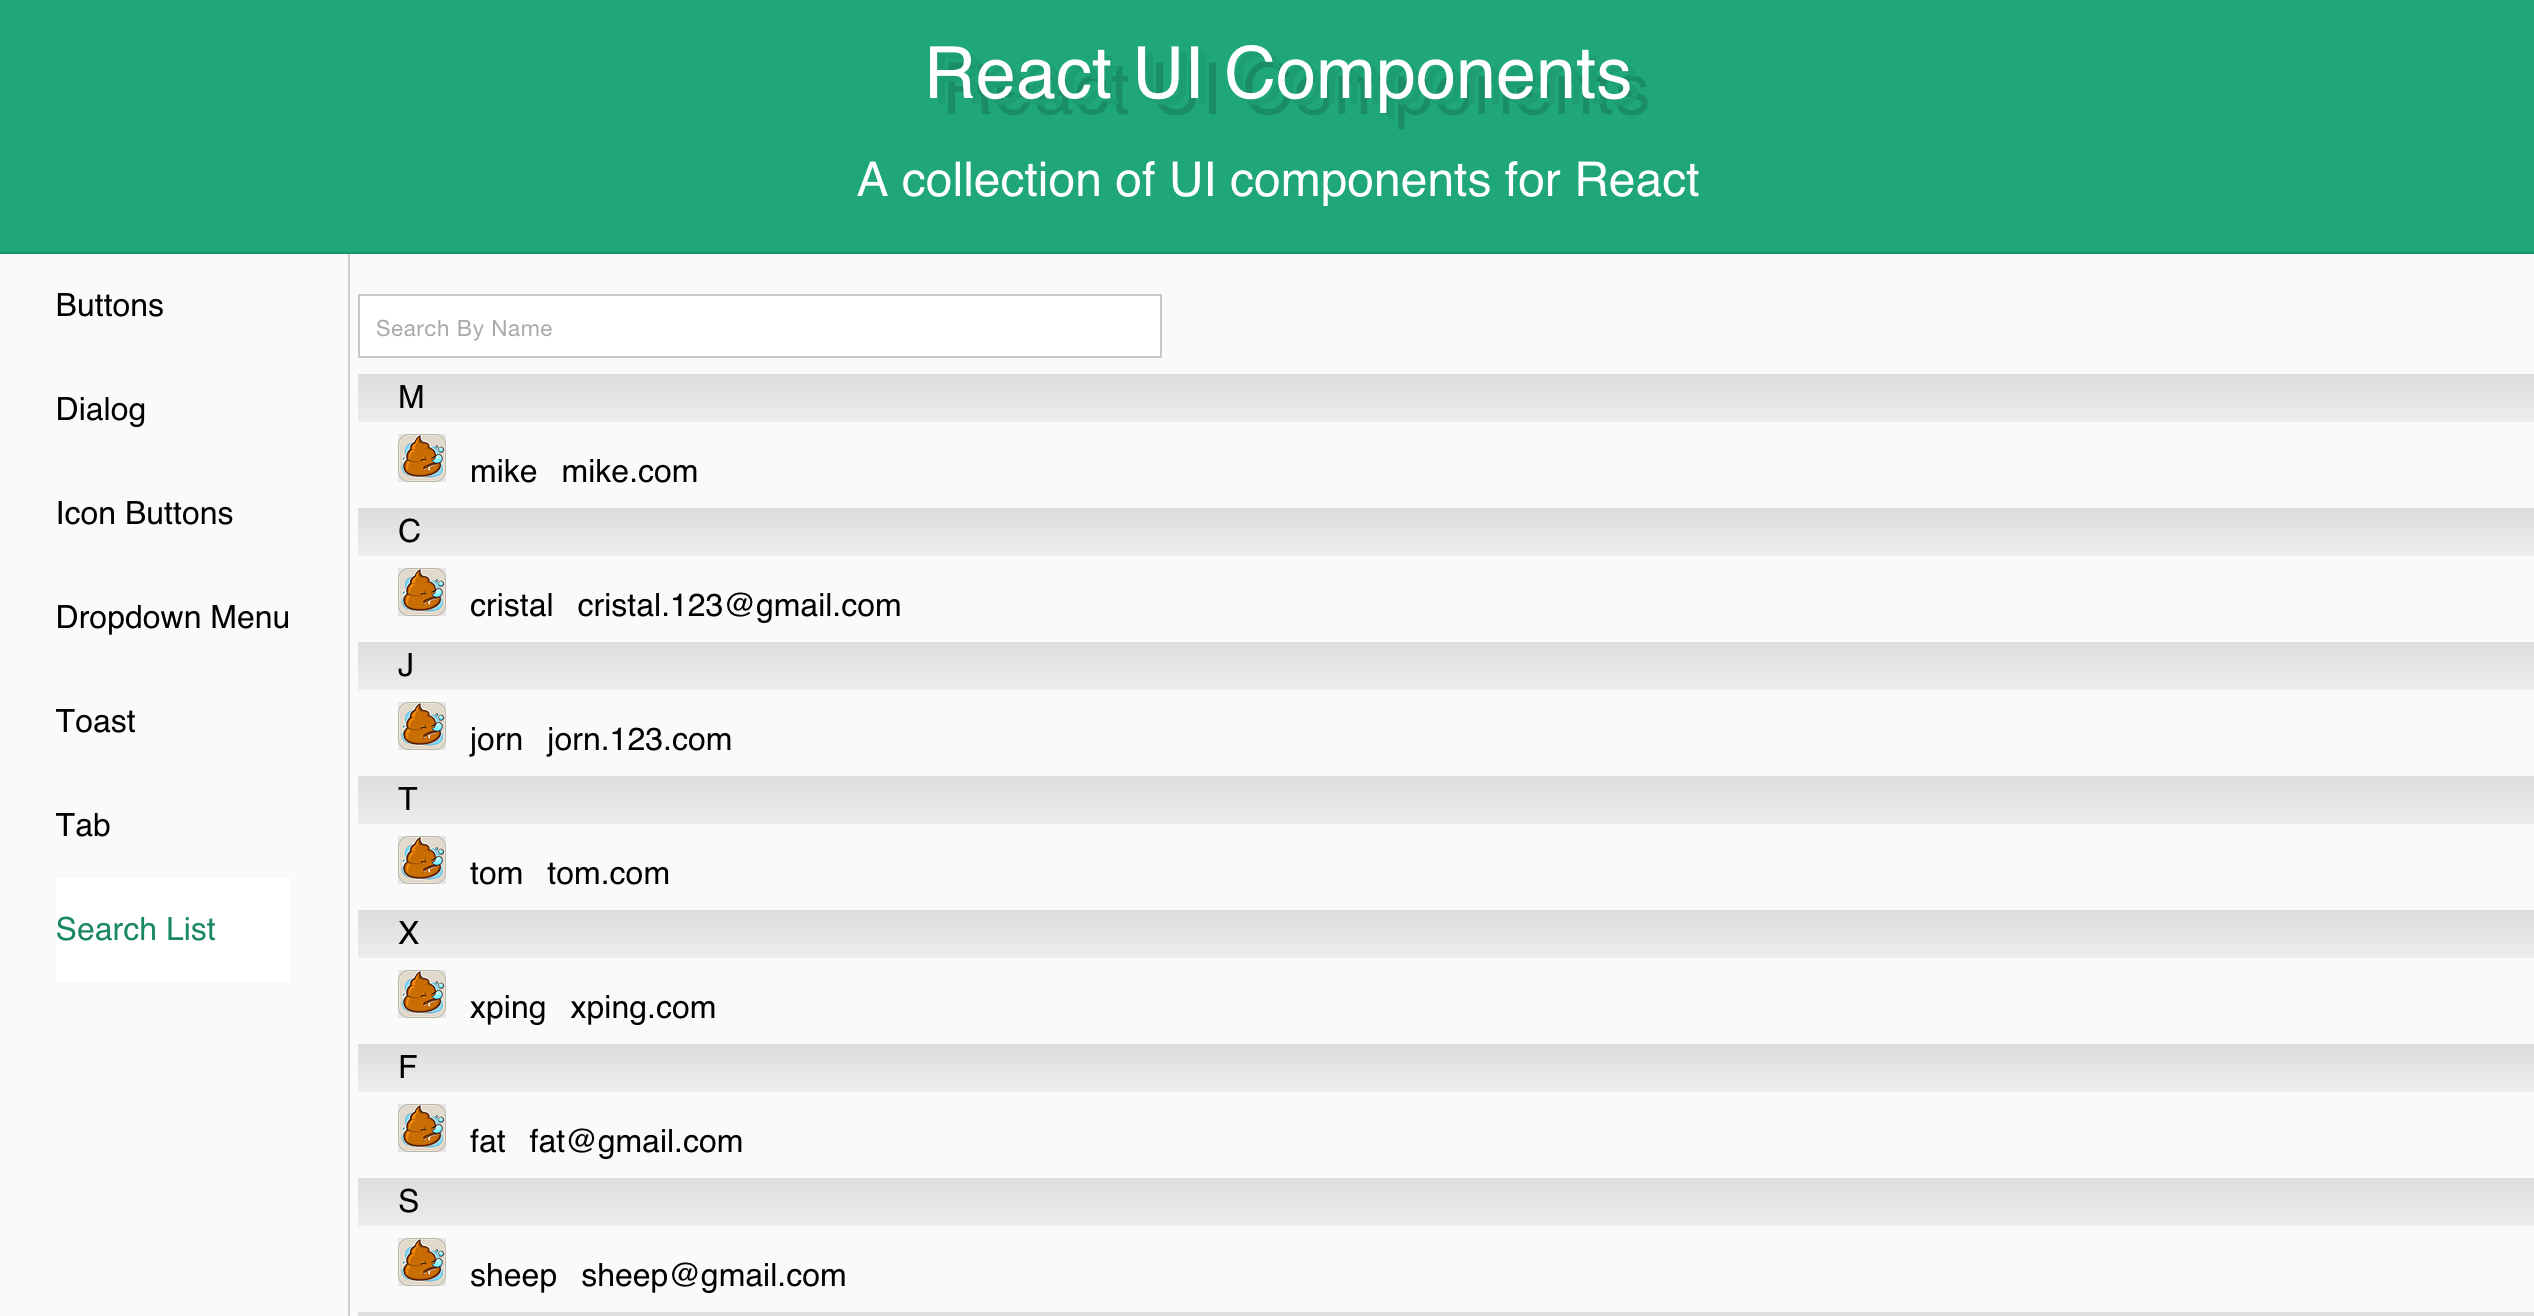 React UI Components
A collection of UI components for React
Buttons
Dialog
Icon Buttons
Dropdown Menu
Toast
Tab
Search List
Search By Name
M
mike mike.com
C
cristal cristal.123@gmail.com
J
jorn jorn.123.com
T
tom tom.com
X
xping xping.com
F
fat fat@gmail.com
S
sheep sheep@gmail.com